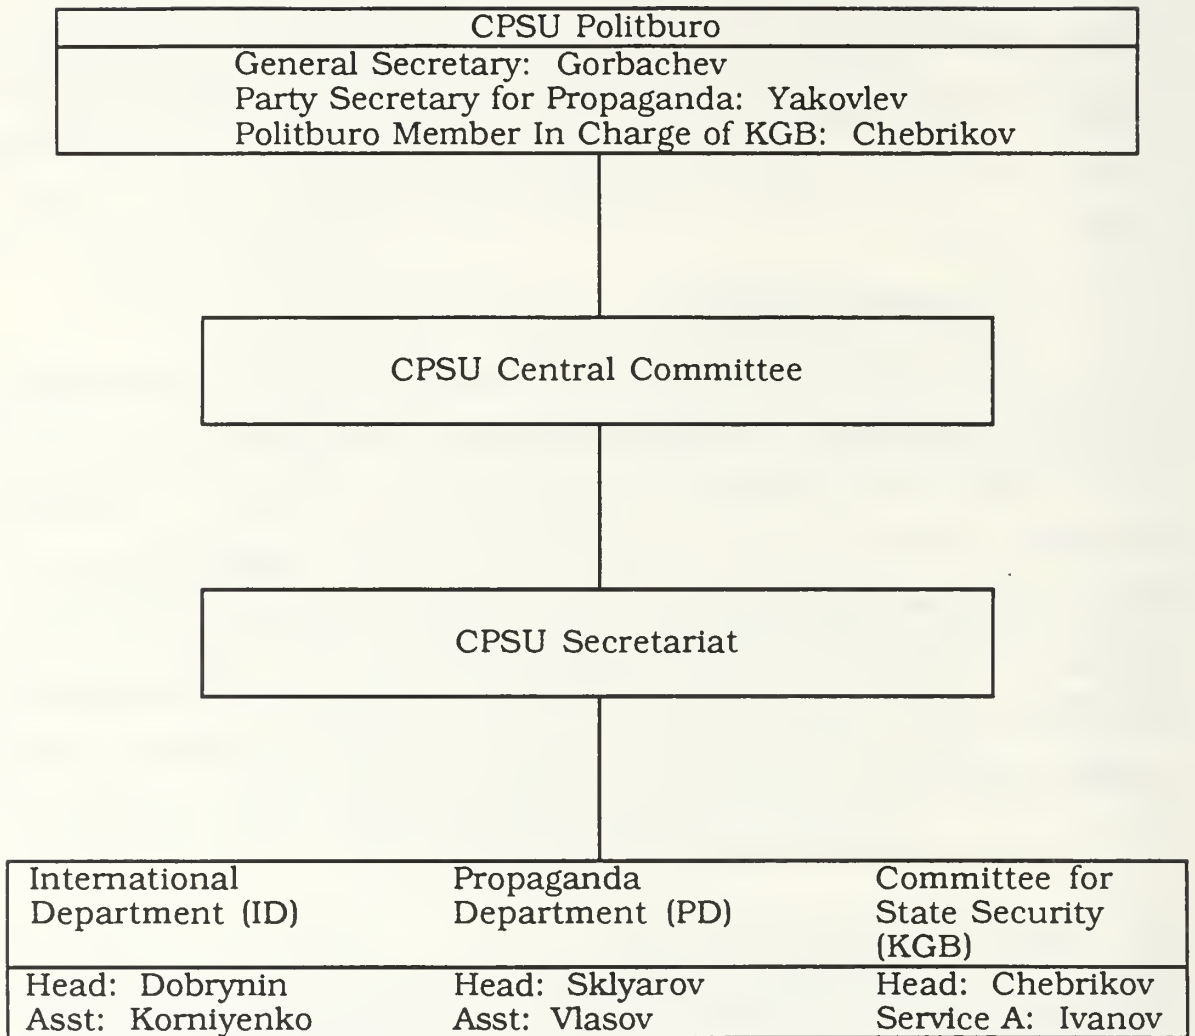 CPSU Politburo
General Secretary: Gorbachev
Party Secretary for Propaganda: Yakovlev
Politburo Member In Charge of KGB: Chebrikov
CPSU Central Committee
CPSU Secretariat
International
Department (ID)
Head: Dobrynin
Asst: Korniyenko
Propaganda
Department (PD)
Head: Sklyarov
Asst: Vlasov
Committee for
State Security
(KGB)
Head: Chebrikov
Service A: Ivanov